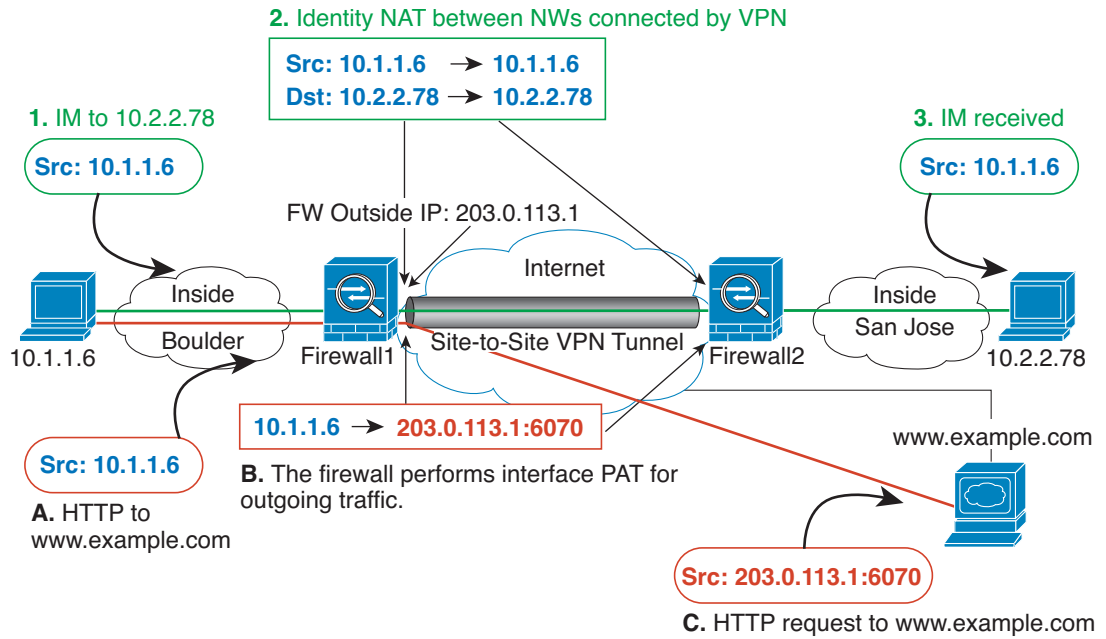 2. Identity NAT between NWs connected by VPN
Src: 10.1.1.6 → 10.1.1.6
Dst: 10.2.2.78 → 10.2.2.78
1. IM to 10.2.2.78
Src: 10.1.1.6
3. IM received
Src: 10.1.1.6
FW Outside IP: 203.0.113.1
Internet
Inside
Boulder
Inside
San Jose
10.1.1.6
Firewall1
Site-to-Site VPN Tunnel
Firewall2
10.2.2.78
10.1.1.6 → 203.0.113.1:6070
B. The firewall performs interface PAT for
outgoing traffic.
Src: 10.1.1.6
A. HTTP to
www.example.com
www.example.com
Src: 203.0.113.1:6070
C. HTTP request to www.example.com